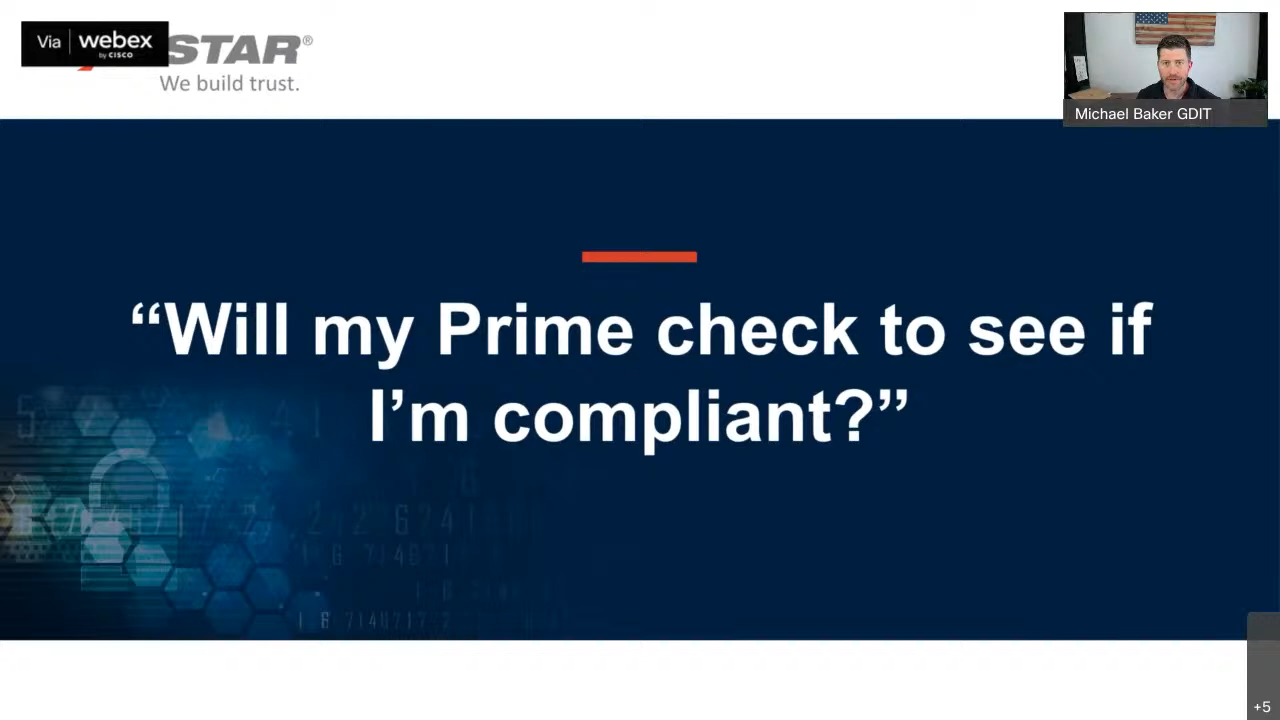 Via webex
by CISCO
STAR®
We build trust.
Michael Baker GDIT
“Will my Prime check to see if
I’m compliant?”
+5